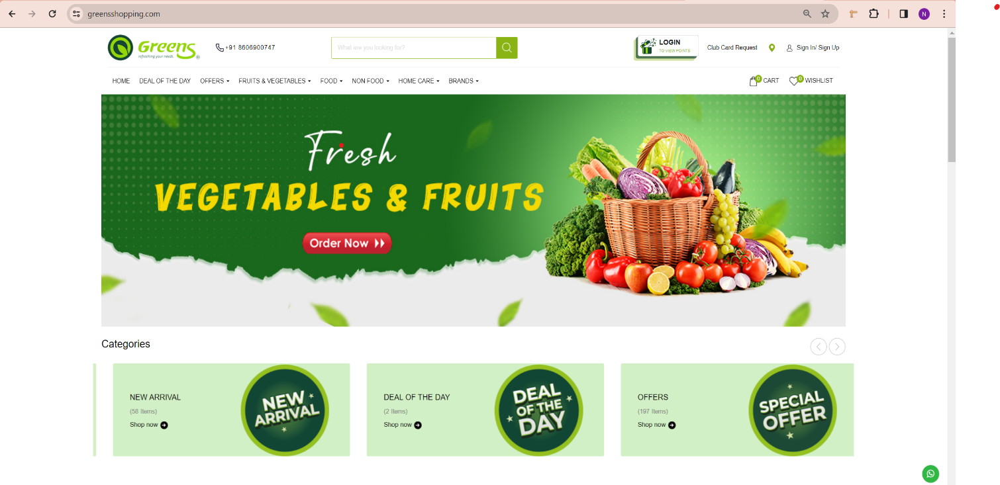 greensshopping.com
N
Greens
refreshing your needs.
+91 8606900747
What are you looking for?
LOGIN
TO VIEW POINTS
Club Card Request
Sign In/ Sign Up
HOME
DEAL OF THE DAY
OFFERS
FRUITS & VEGETABLES
FOOD
NON FOOD
HOME CARE
BRANDS
0 CART
0 WISHLIST
Fresh
VEGETABLES & FRUITS
Order Now
Categories
NEW ARRIVAL
(58 Items)
Shop now
NEW
ARRIVAL
DEAL OF THE DAY
(2 Items)
Shop now
DEAL
OF THE
DAY
OFFERS
(197 Items)
Shop now
SPECIAL
OFFER